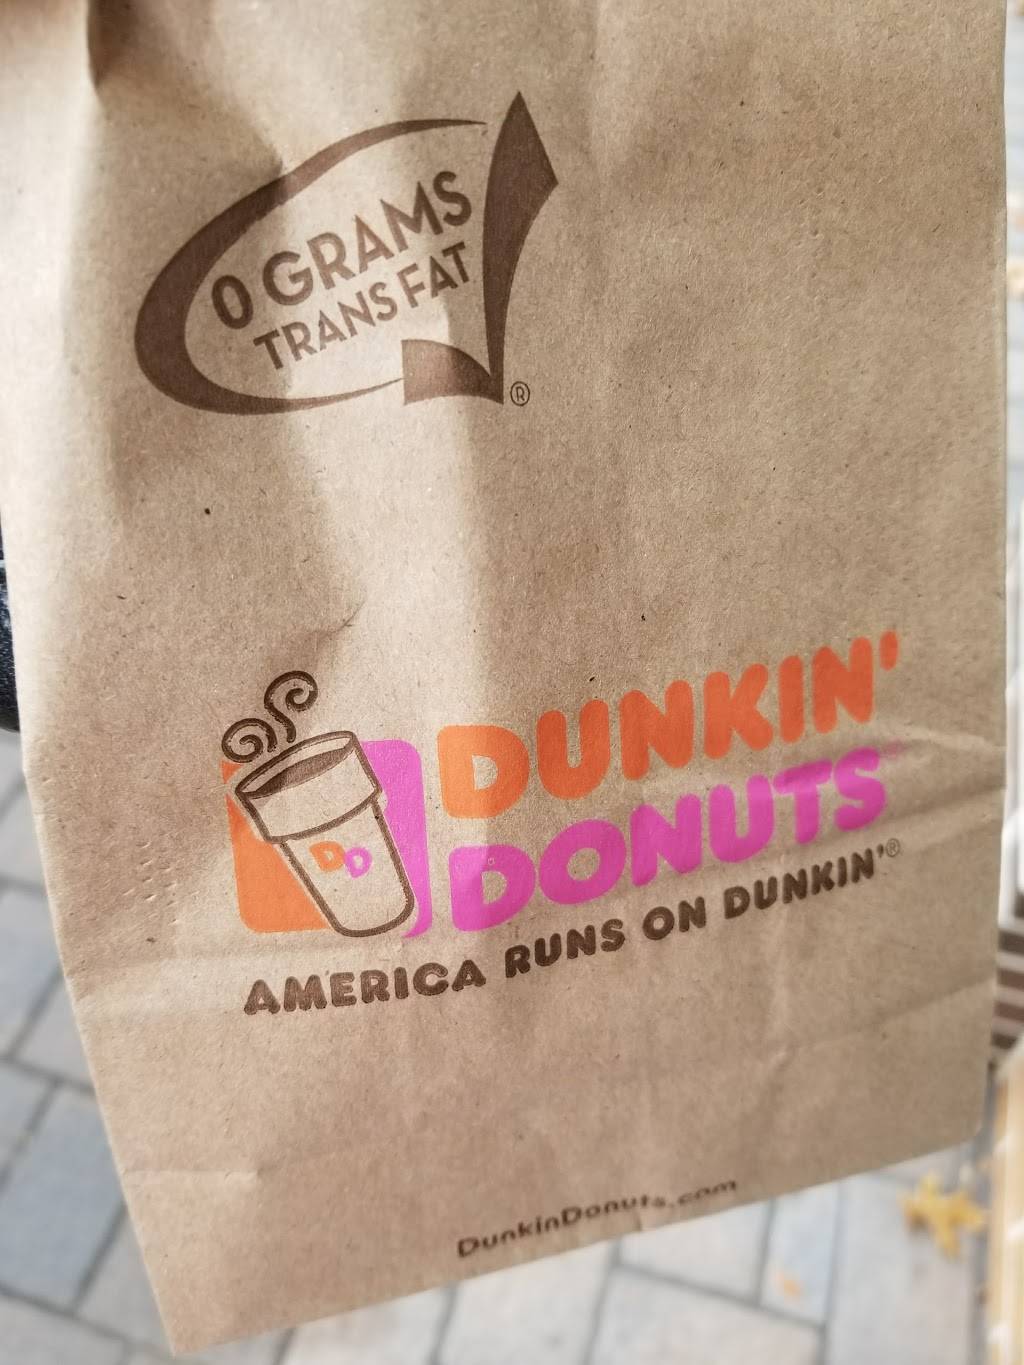 0 GRAMS
TRANS FAT
®
DUNKIN'
DONUTS
DD
AMERICA RUNS ON DUNKIN'®
DunkinDonuts.com